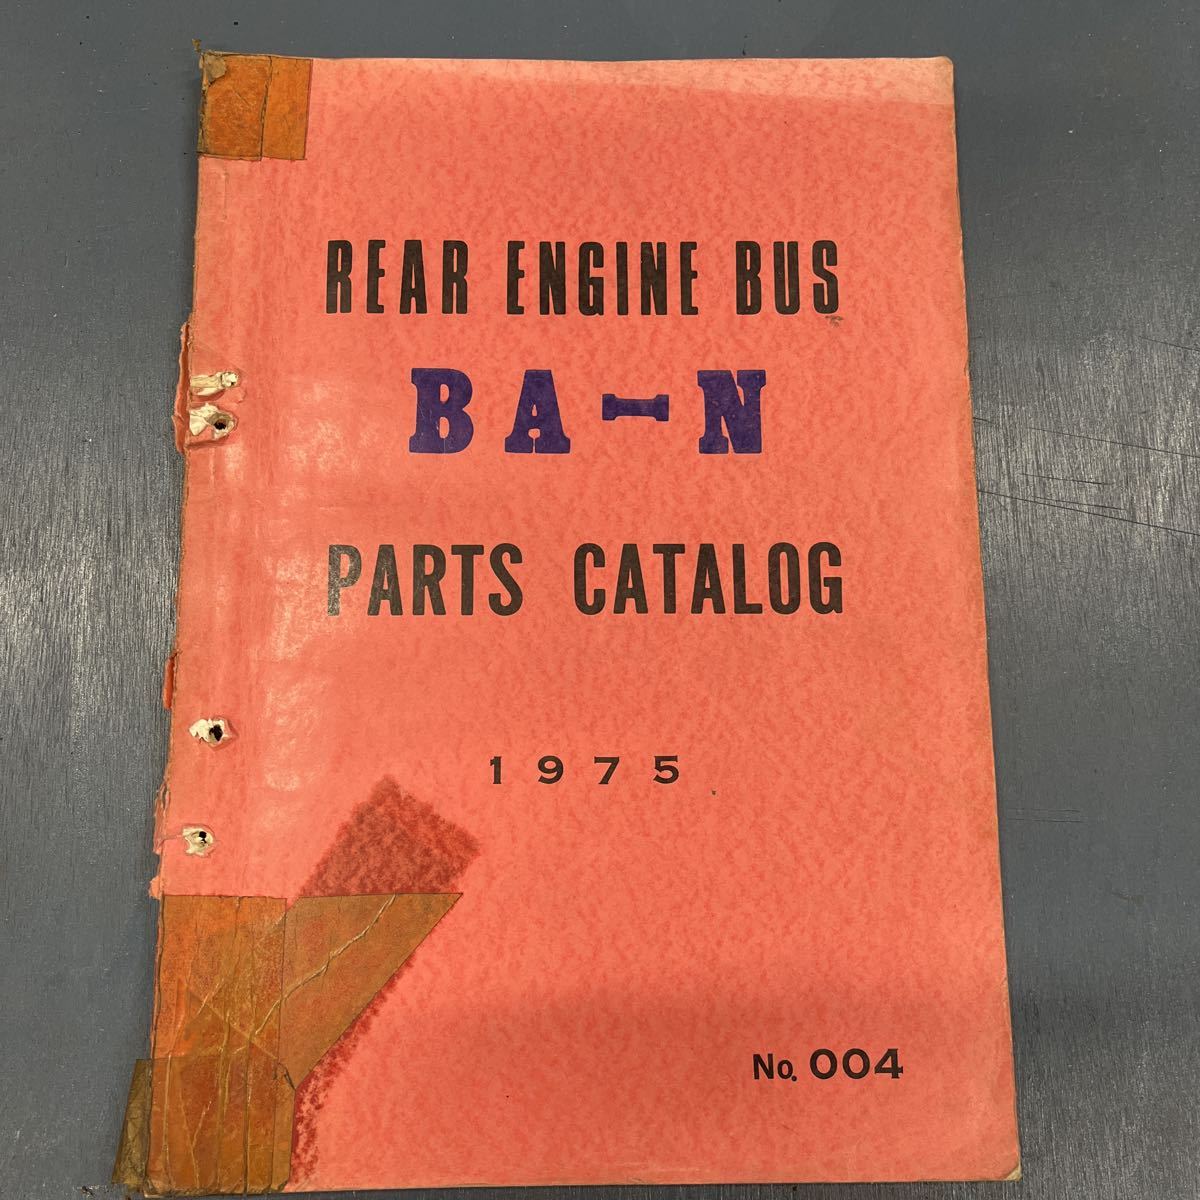 REAR ENGINE BUS
BA-N
PARTS CATALOG
1975
No. 004